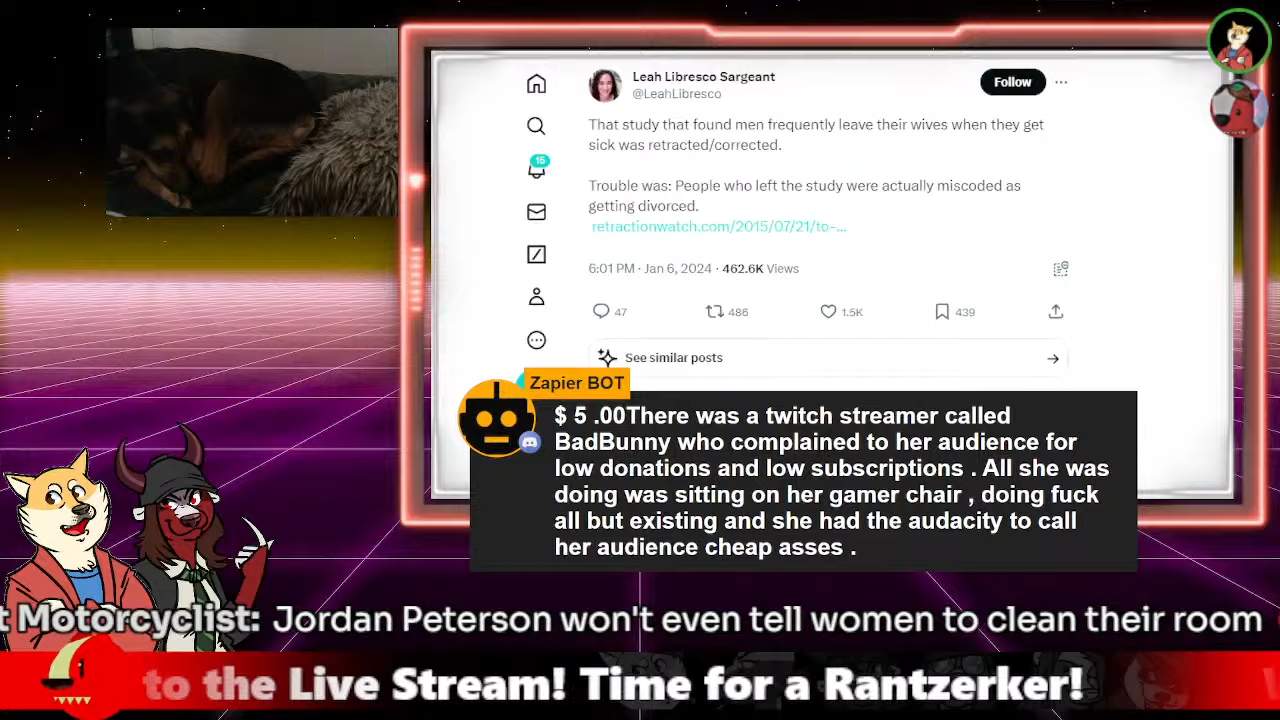 Leah Libresco Sargeant
@LeahLibresco
Follow
That study that found men frequently leave their wives when they get
sick was retracted/corrected.
15
Trouble was: People who left the study were actually miscoded as
getting divorced.
retractionwatch.com/2015/07/21/to-...
6:01 PM · Jan 6, 2024 · 462.6K Views
47
486
1.5K
439
See similar posts
Zapier BOT
$ 5 .00There was a twitch streamer called
BadBunny who complained to her audience for
low donations and low subscriptions . All she was
doing was sitting on her gamer chair , doing fuck
all but existing and she had the audacity to call
her audience cheap asses .
t Motorcyclist: Jordan Peterson won't even tell women to clean their room
to the Live Stream! Time for a Rantzerker!